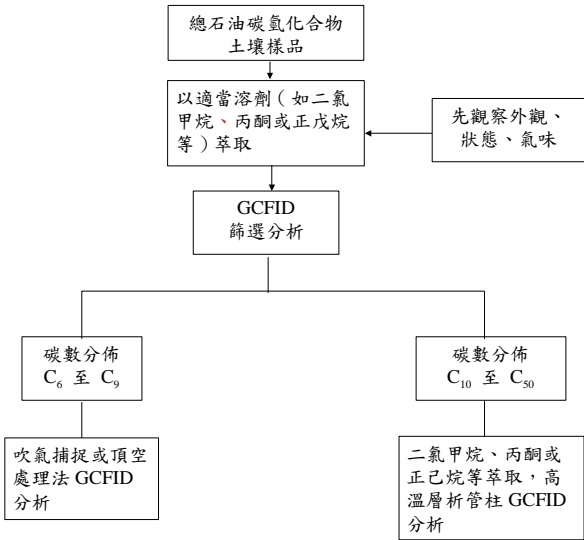 總石油碳氫化合物
土壤樣品
以適當溶劑（如二氯
甲烷、丙酮或正戊烷
等）萃取
先觀察外觀、
狀態、氣味
GCFID
篩選分析
碳數分佈
C₆ 至 C₉
碳數分佈
C₁₀ 至 C₅₀
吹氣捕捉或頂空
處理法 GCFID
分析
二氯甲烷、丙酮或
正己烷等萃取，高
溫層析管柱 GCFID
分析